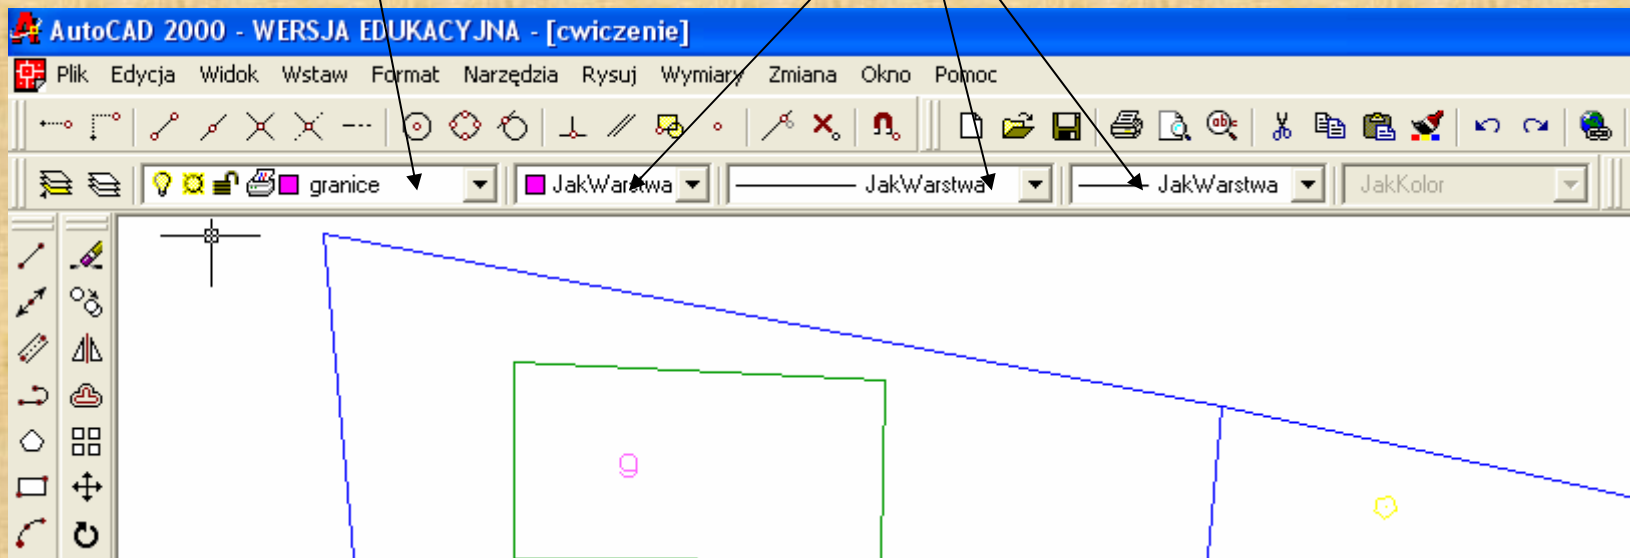 AutoCAD 2000 - WERSJA EDUKACYJNA - [cwiczenie]
Plik Edycja Widok Wstaw Format Narzędzia Rysuj Wymiary Zmiana Okno Pomoc
granice JakWarstwa JakWarstwa JakWarstwa JakKolor
g